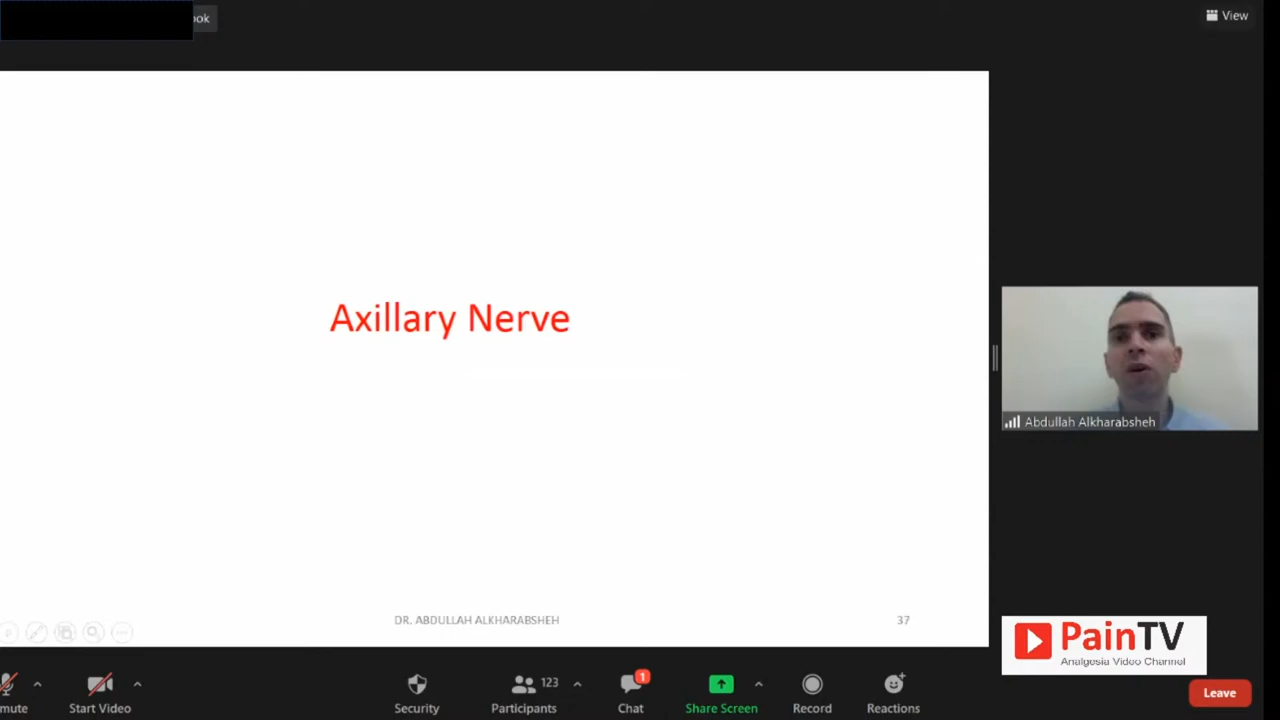 ook
View
Axillary Nerve
Abdullah Alkharabsheh
DR. ABDULLAH ALKHARABSHEH
37
PainTV
Analgesia Video Channel
mute
Start Video
Security
123
Participants
1
Chat
Share Screen
Record
Reactions
Leave